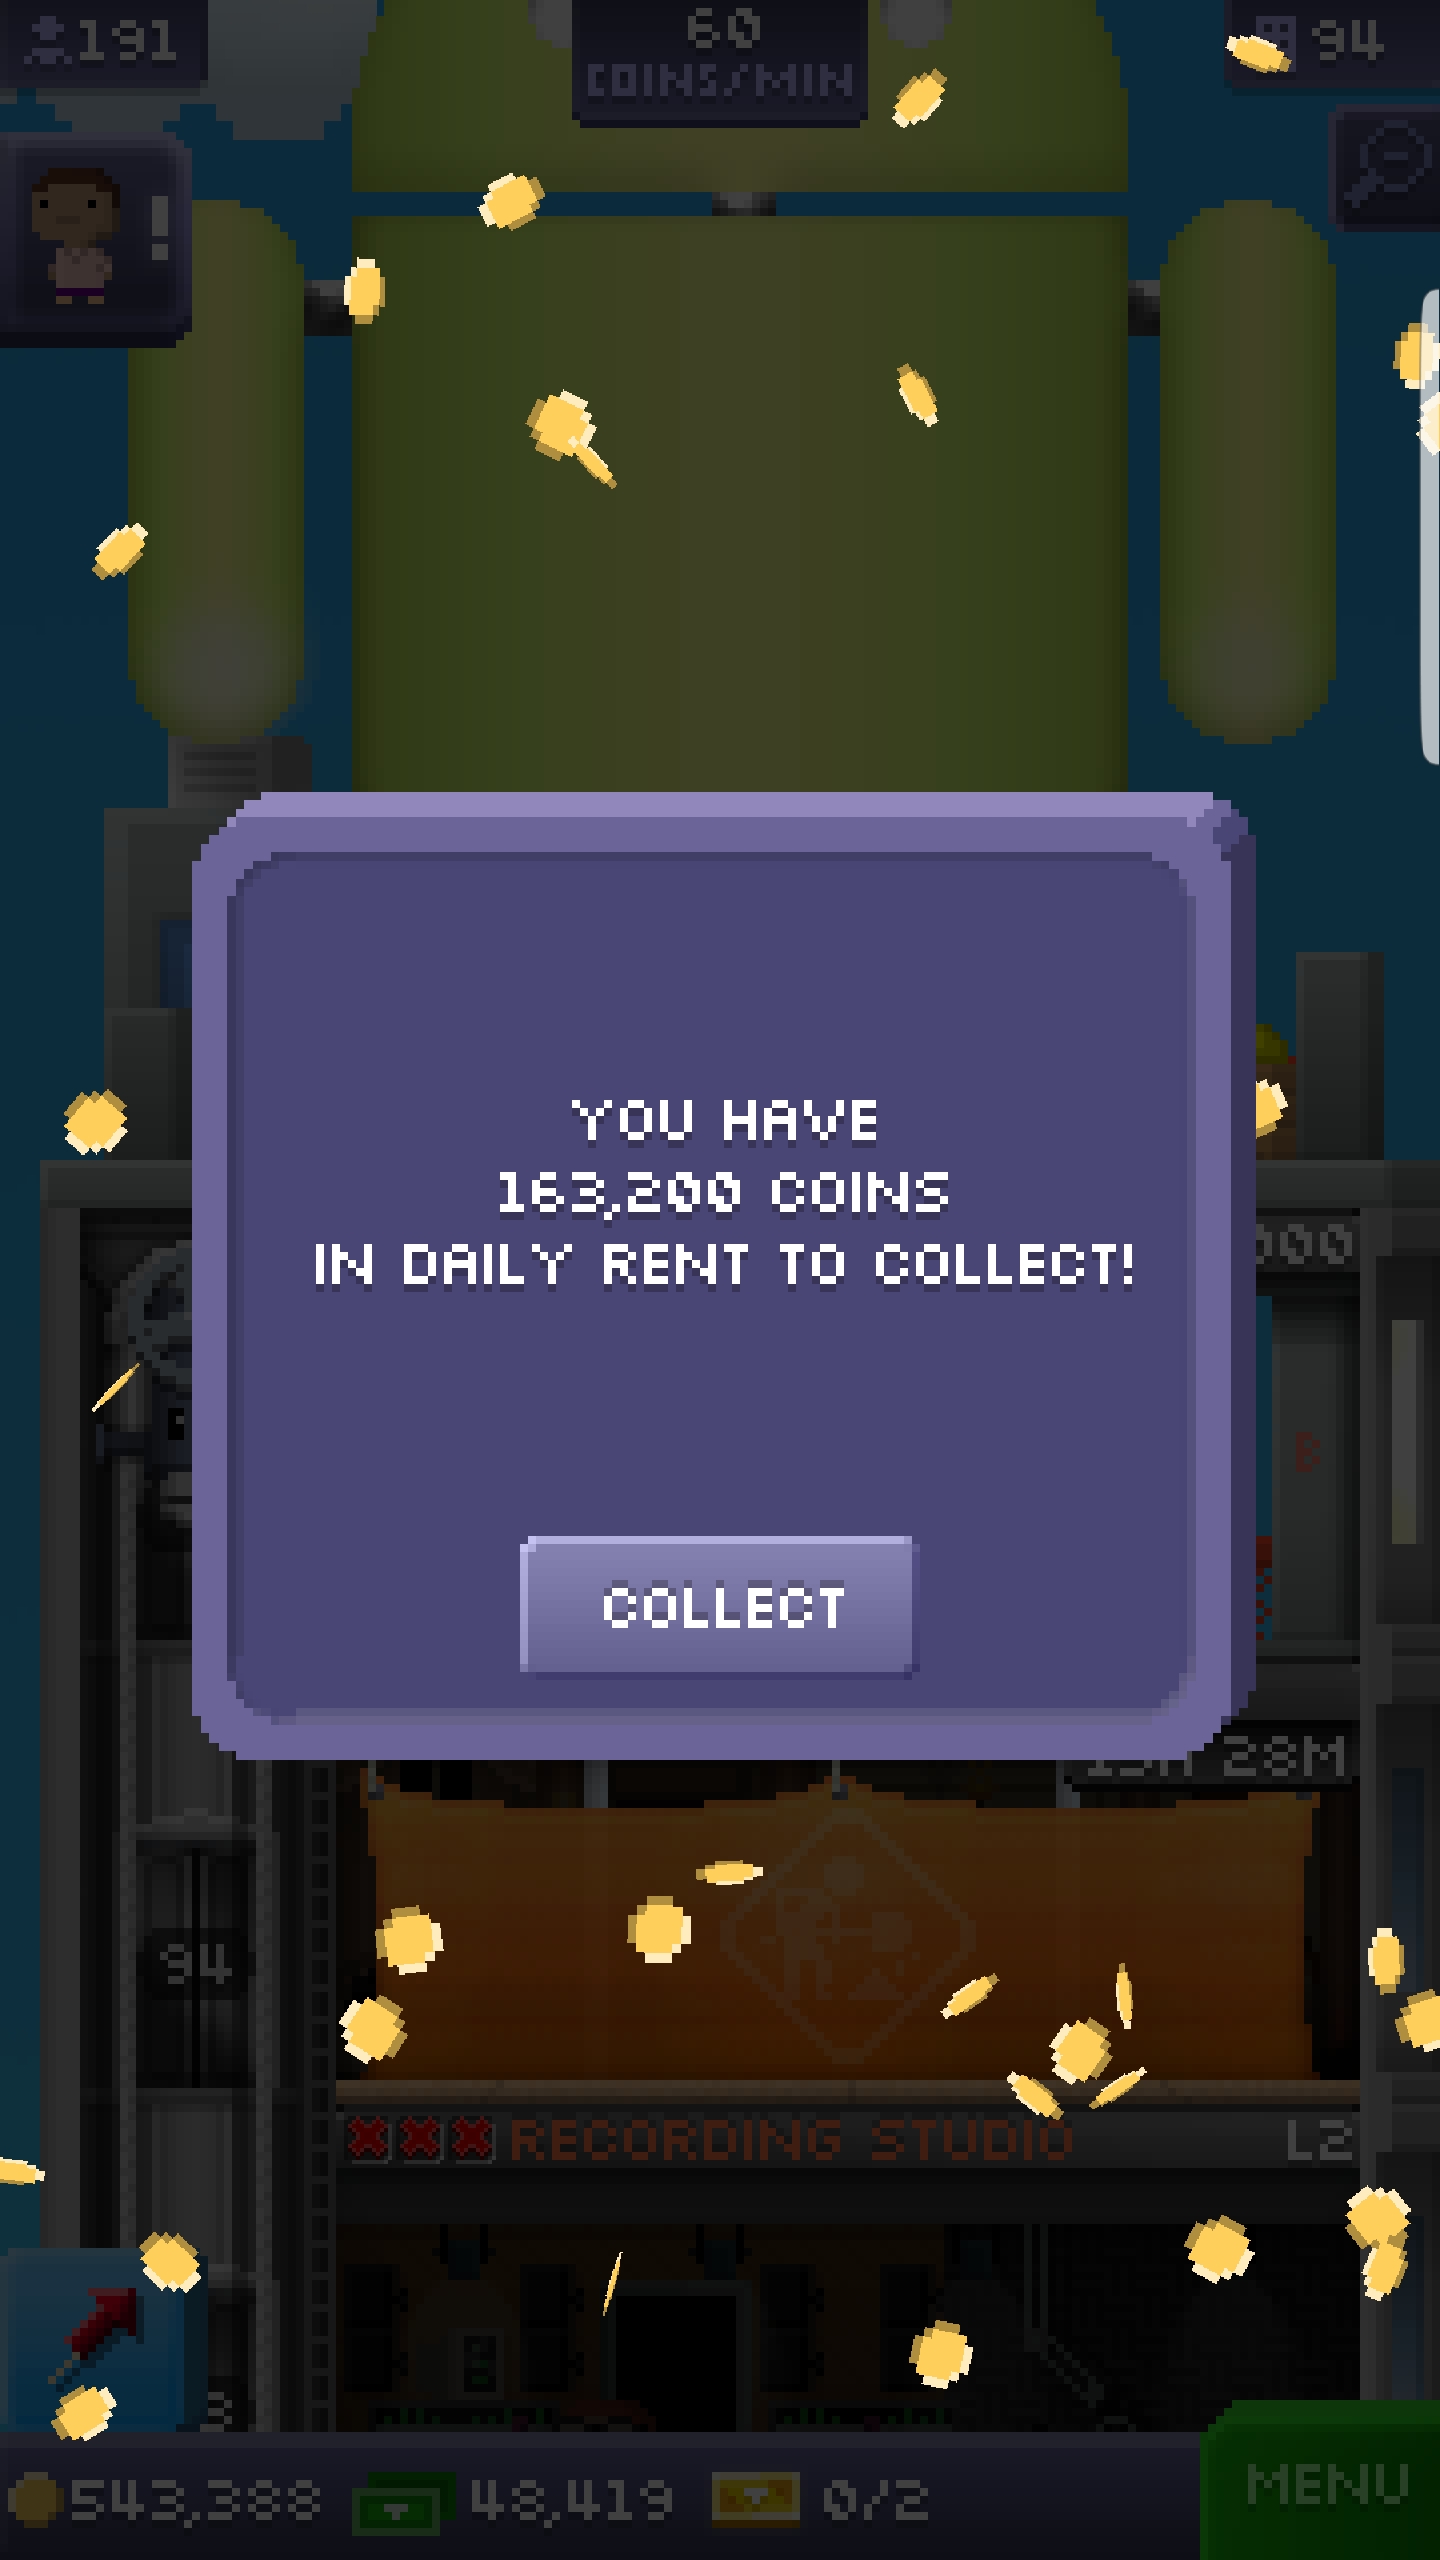 191
60
COINS/MIN
94
!
YOU HAVE
163,200 COINS
IN DAILY RENT TO COLLECT!
000
B
COLLECT
28M
94
RECORDING STUDIO
L2
3
543,388
48,419
0/2
MENU